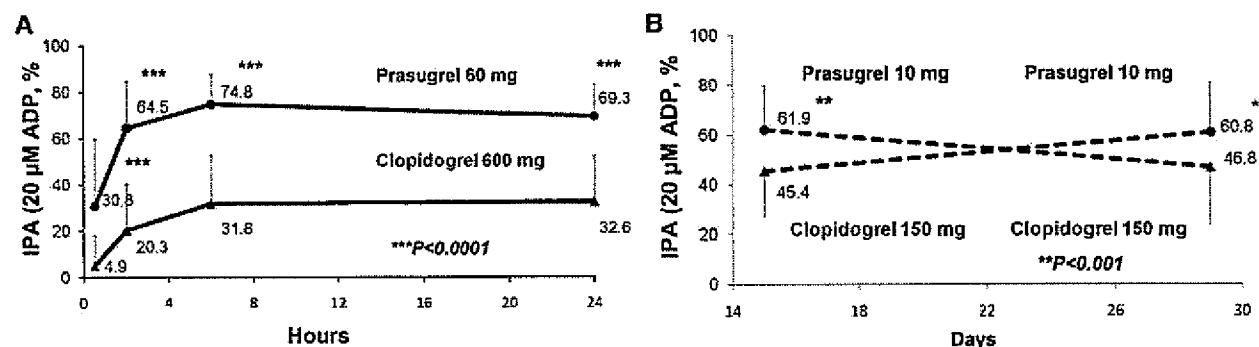 A
IPA (20 µM ADP, %
100
80
60
40
20
0
***
***
***
Prasugrel 60 mg
64.5
74.8
69.3
***
Clopidogrel 600 mg
30.8
4.9
20.3
31.8
32.6
***P<0.0001
0 4 8 12 16 20 24
Hours
B
IPA (20 µM ADP, %
100
80
60
40
20
0
Prasugrel 10 mg Prasugrel 10 mg
**
*
61.9
60.8
45.4
46.8
Clopidogrel 150 mg Clopidogrel 150 mg
**P<0.001
14 18 22 26 30
Days